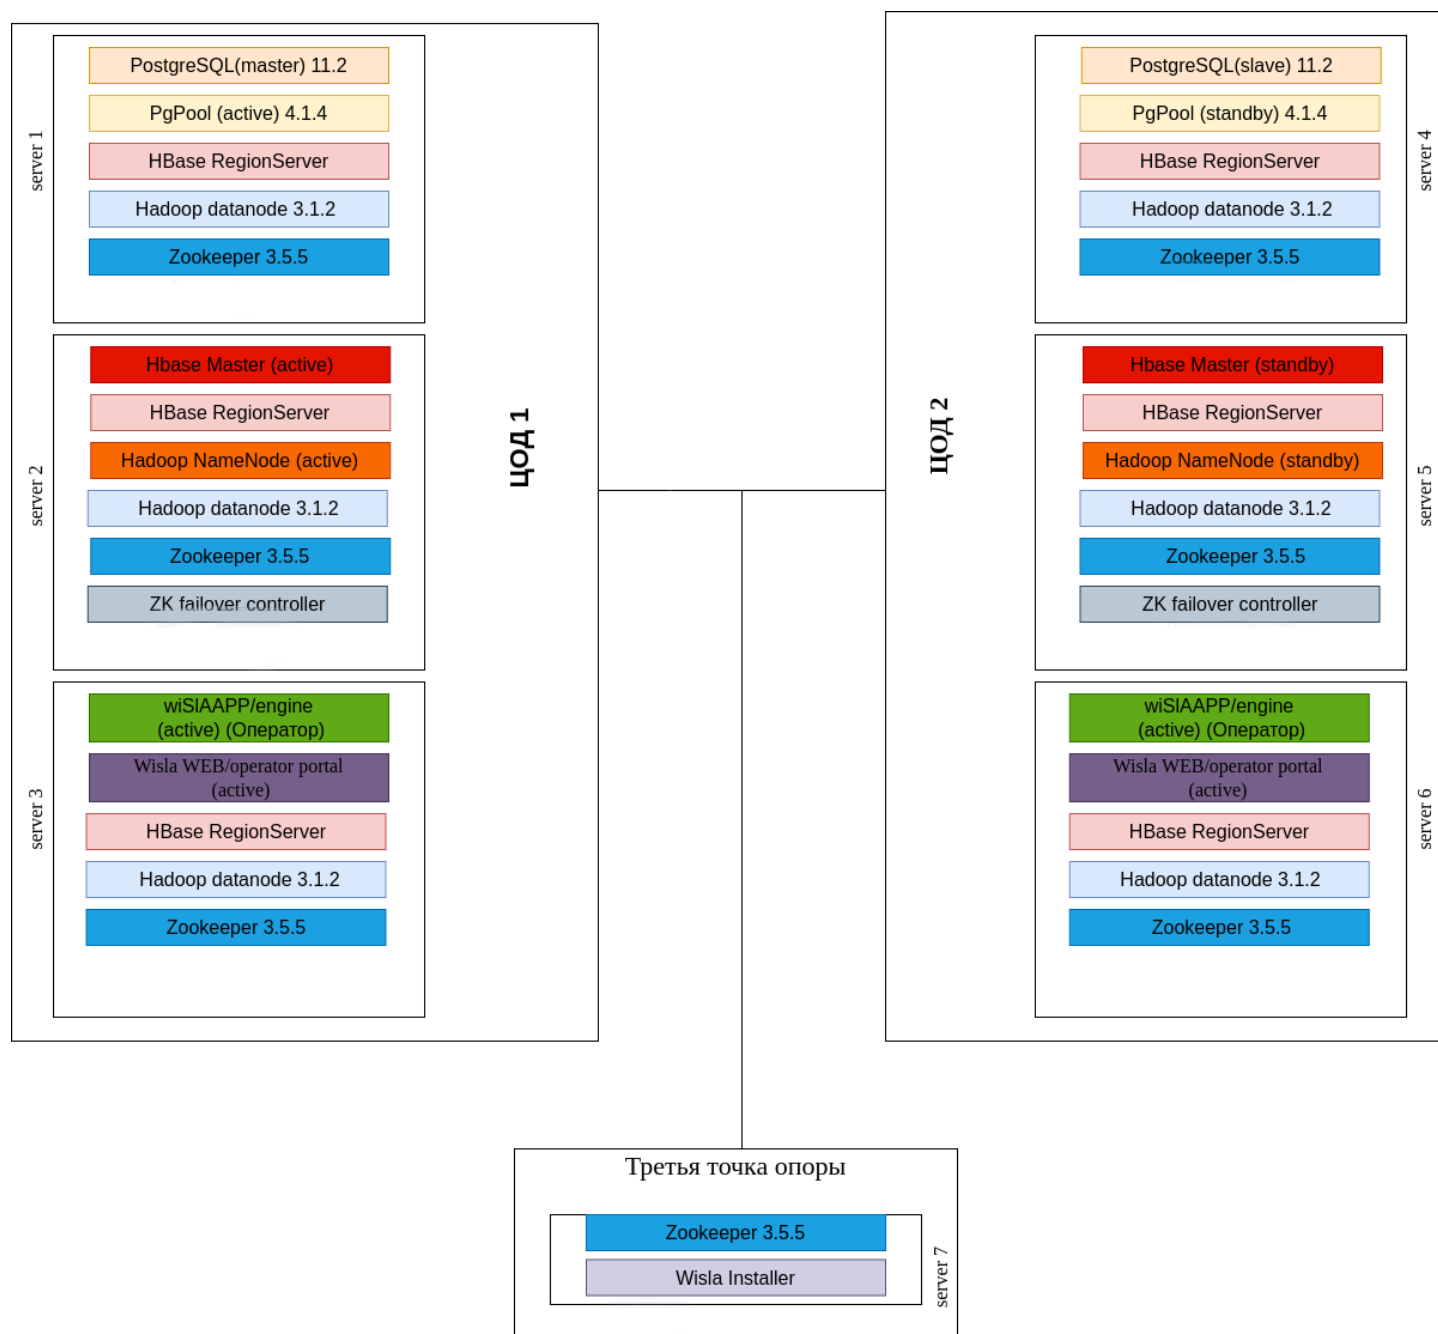 server 1
PostgreSQL(master) 11.2
PgPool (active) 4.1.4
HBase RegionServer
Hadoop datanode 3.1.2
Zookeeper 3.5.5
server 2
Hbase Master (active)
HBase RegionServer
Hadoop NameNode (active)
Hadoop datanode 3.1.2
Zookeeper 3.5.5
ZK failover controller
server 3
wiSlAAPP/engine
(active) (Оператор)
Wisla WEB/operator portal
(active)
HBase RegionServer
Hadoop datanode 3.1.2
Zookeeper 3.5.5
ЦОД 1
ЦОД 2
PostgreSQL(slave) 11.2
PgPool (standby) 4.1.4
HBase RegionServer
Hadoop datanode 3.1.2
Zookeeper 3.5.5
server 4
Hbase Master (standby)
HBase RegionServer
Hadoop NameNode (standby)
Hadoop datanode 3.1.2
Zookeeper 3.5.5
ZK failover controller
server 5
wiSlAAPP/engine
(active) (Оператор)
Wisla WEB/operator portal
(active)
HBase RegionServer
Hadoop datanode 3.1.2
Zookeeper 3.5.5
server 6
Третья точка опоры
Zookeeper 3.5.5
Wisla Installer
server 7